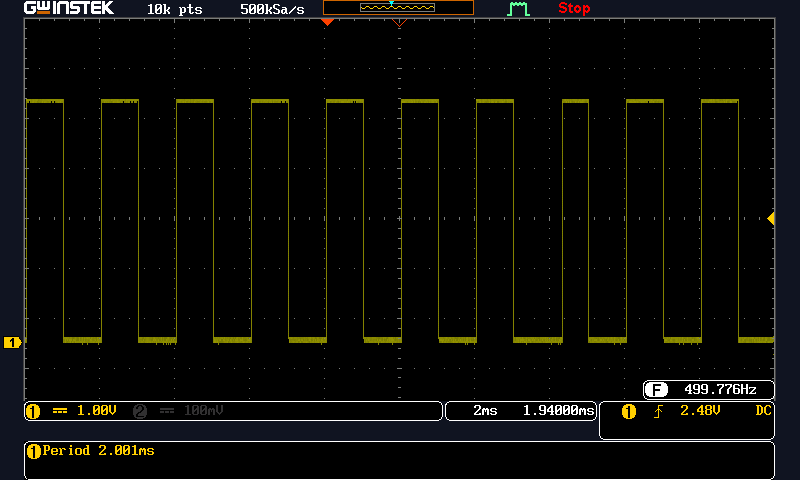 GWINSTEK 10k pts 500kSa/s Stop
1
F 499.776Hz
1 1.00V 2 100mV 2ms 1.94000ms 1 2.48V DC
1 Period 2.001ms